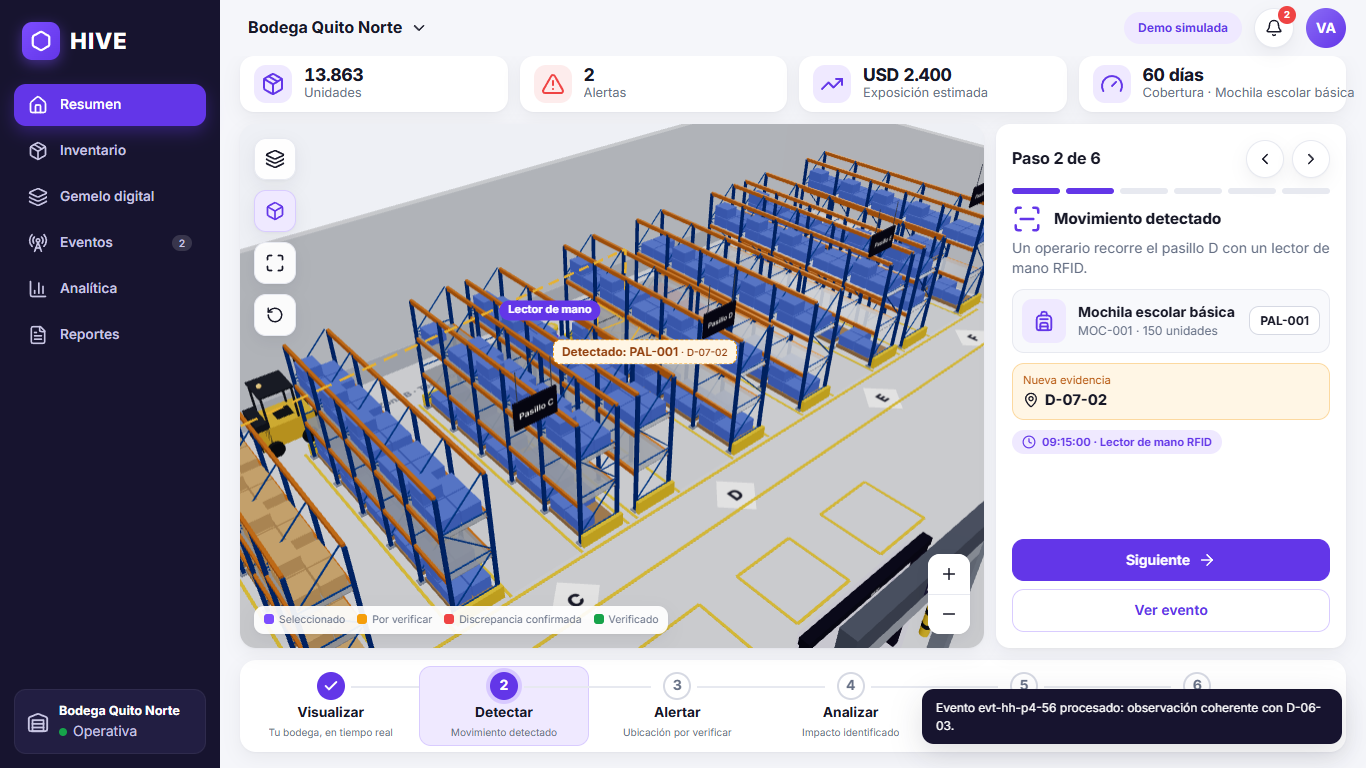 HIVE
Resumen
Inventario
Gemelo digital
Eventos
2
Analítica
Reportes
Bodega Quito Norte
Operativa
Bodega Quito Norte
Demo simulada
2
VA
13.863
Unidades
2
Alertas
USD 2.400
Exposición estimada
60 días
Cobertura · Mochila escolar básica
Lector de mano
Detectado: PAL-001 · D-07-02
Pasillo C
Pasillo D
C
D
E
F
Seleccionado
Por verificar
Discrepancia confirmada
Verificado
Paso 2 de 6
Movimiento detectado
Un operario recorre el pasillo D con un lector de
mano RFID.
Mochila escolar básica
MOC-001 · 150 unidades
PAL-001
Nueva evidencia
D-07-02
09:15:00 · Lector de mano RFID
Siguiente
Ver evento
Visualizar
Tu bodega, en tiempo real
2
Detectar
Movimiento detectado
3
Alertar
Ubicación por verificar
4
Analizar
Impacto identificado
5
6
Evento evt-hh-p4-56 procesado: observación coherente con D-06-
03.